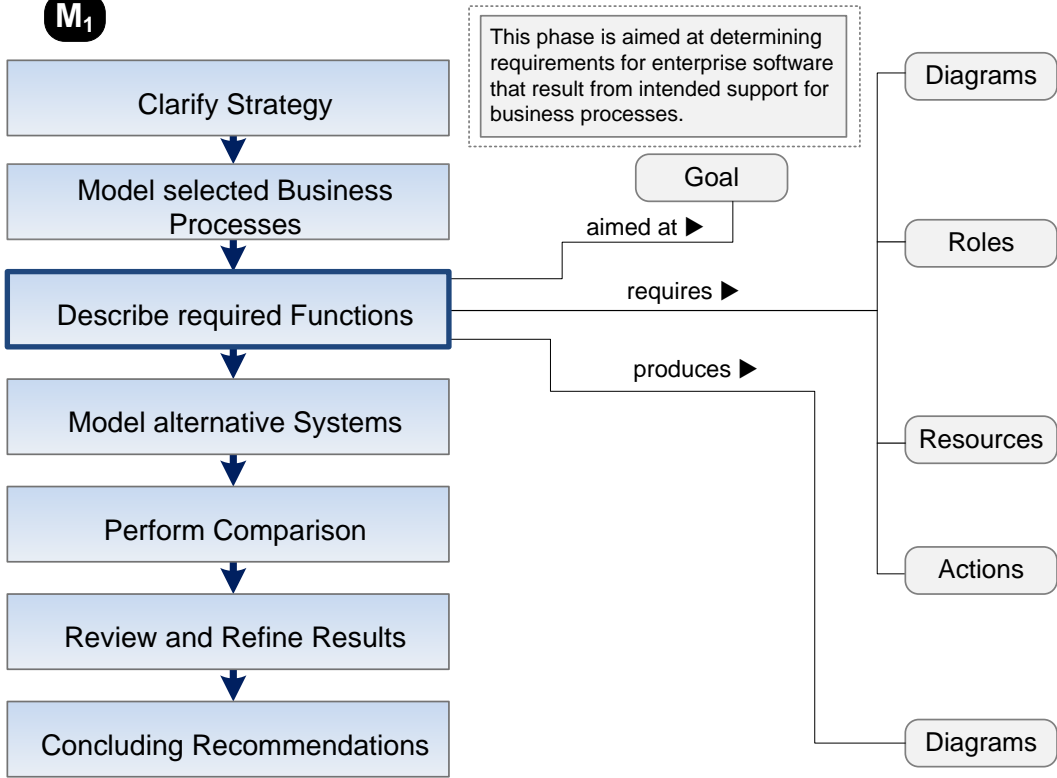 M₁
Clarify Strategy
Model selected Business
Processes
Describe required Functions
Model alternative Systems
Perform Comparison
Review and Refine Results
Concluding Recommendations
This phase is aimed at determining
requirements for enterprise software
that result from intended support for
business processes.
Goal
aimed at ▶
requires ▶
produces ▶
Diagrams
Roles
Resources
Actions
Diagrams